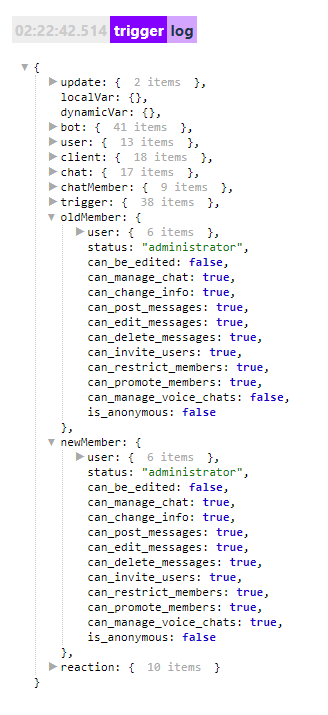 02:22:42.514 trigger log
▼ {
▶ update: { 2 items },
localVar: {},
dynamicVar: {},
▶ bot: { 41 items },
▶ user: { 13 items },
▶ client: { 18 items },
▶ chat: { 17 items },
▶ chatMember: { 9 items },
▶ trigger: { 38 items },
▼ oldMember: {
▶ user: { 6 items },
status: "administrator",
can_be_edited: false,
can_manage_chat: true,
can_change_info: true,
can_post_messages: true,
can_edit_messages: true,
can_delete_messages: true,
can_invite_users: true,
can_restrict_members: true,
can_promote_members: true,
can_manage_voice_chats: false,
is_anonymous: false
},
▼ newMember: {
▶ user: { 6 items },
status: "administrator",
can_be_edited: false,
can_manage_chat: true,
can_change_info: true,
can_post_messages: true,
can_edit_messages: true,
can_delete_messages: true,
can_invite_users: true,
can_restrict_members: true,
can_promote_members: true,
can_manage_voice_chats: true,
is_anonymous: false
},
▶ reaction: { 10 items }
}